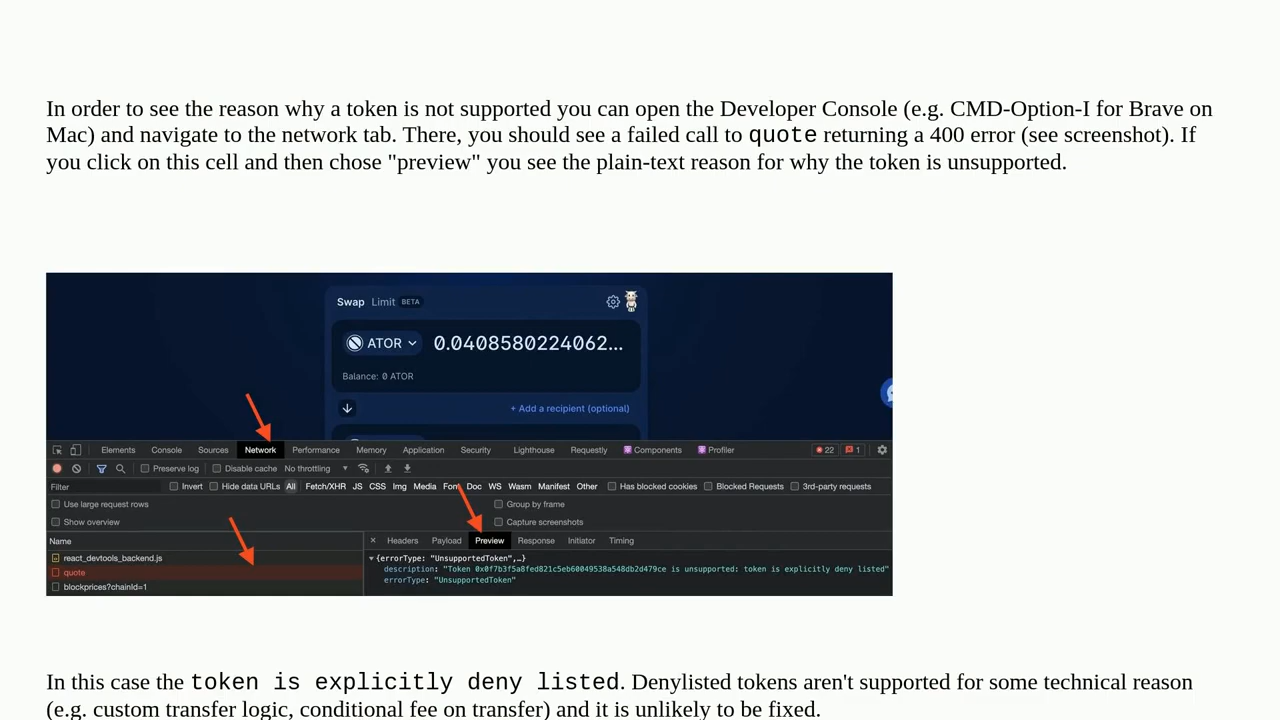 In order to see the reason why a token is not supported you can open the Developer Console (e.g. CMD-Option-I for Brave on
Mac) and navigate to the network tab. There, you should see a failed call to quote returning a 400 error (see screenshot). If
you click on this cell and then chose "preview" you see the plain-text reason for why the token is unsupported.
Swap Limit BETA
ATOR 0.0408580224062...
Balance: 0 ATOR
+ Add a recipient (optional)
Elements Console Sources Network Performance Memory Application Security Lighthouse Requestly Components Profiler 22 1
Preserve log Disable cache No throttling
Filter Invert Hide data URLs All Fetch/XHR JS CSS Img Media Font Doc WS Wasm Manifest Other Has blocked cookies Blocked Requests 3rd-party requests
Use large request rows Group by frame
Show overview Capture screenshots
Name × Headers Payload Preview Response Initiator Timing
react_devtools_backend.js {errorType: "UnsupportedToken",…}
quote description: "Token 0x0f7b3f5a8fed821c5eb60049538a548db2d479ce is unsupported: token is explicitly deny listed"
blockprices?chainId=1 errorType: "UnsupportedToken"
In this case the token is explicitly deny listed. Denylisted tokens aren't supported for some technical reason
(e.g. custom transfer logic, conditional fee on transfer) and it is unlikely to be fixed.